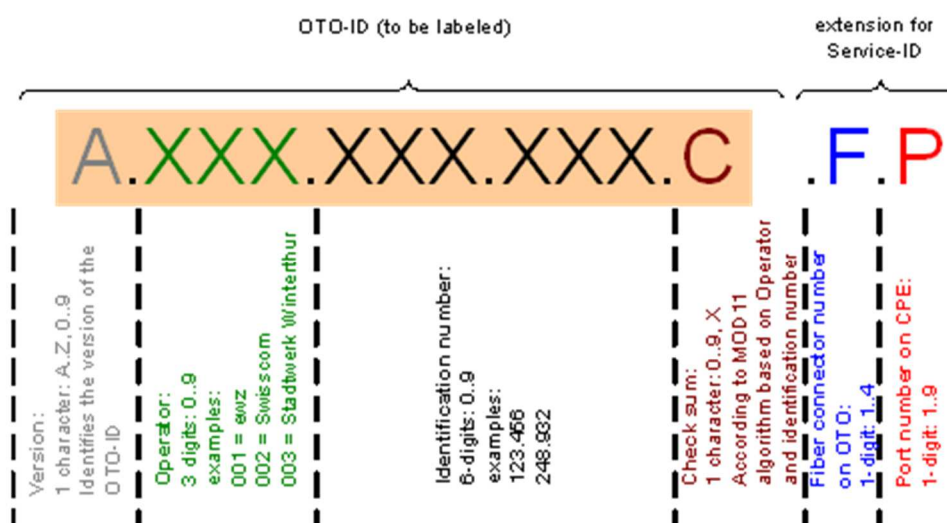 OTO-ID (to be labeled)
extension for
Service-ID
A.XXX.XXX.XXX.C .F.P
Version:
1 character: A..Z, 0..9
Identifies the version of the
OTO-ID
Operator:
3 digits: 0..9
examples:
001 = ewz
002 = Swisscom
003 = Stadtwerk Winterthur
Identification number:
6-digits: 0..9
examples:
123.456
248.932
Check sum:
1 character: 0..9, X
According to MOD11
algorithm based on Operator
and identification number
Fiber connector number
on OTO:
1-digit: 1..4
Port number on CPE:
1-digit: 1..9